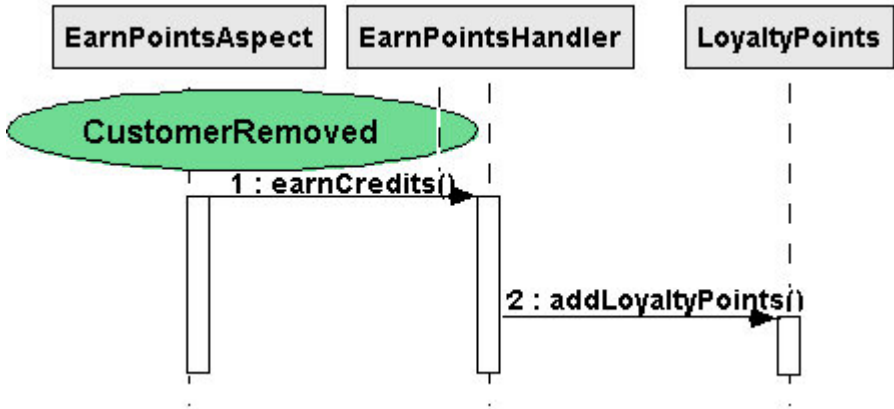 EarnPointsAspect
EarnPointsHandler
LoyaltyPoints
CustomerRemoved
1 : earnCredits()
2 : addLoyaltyPoints()